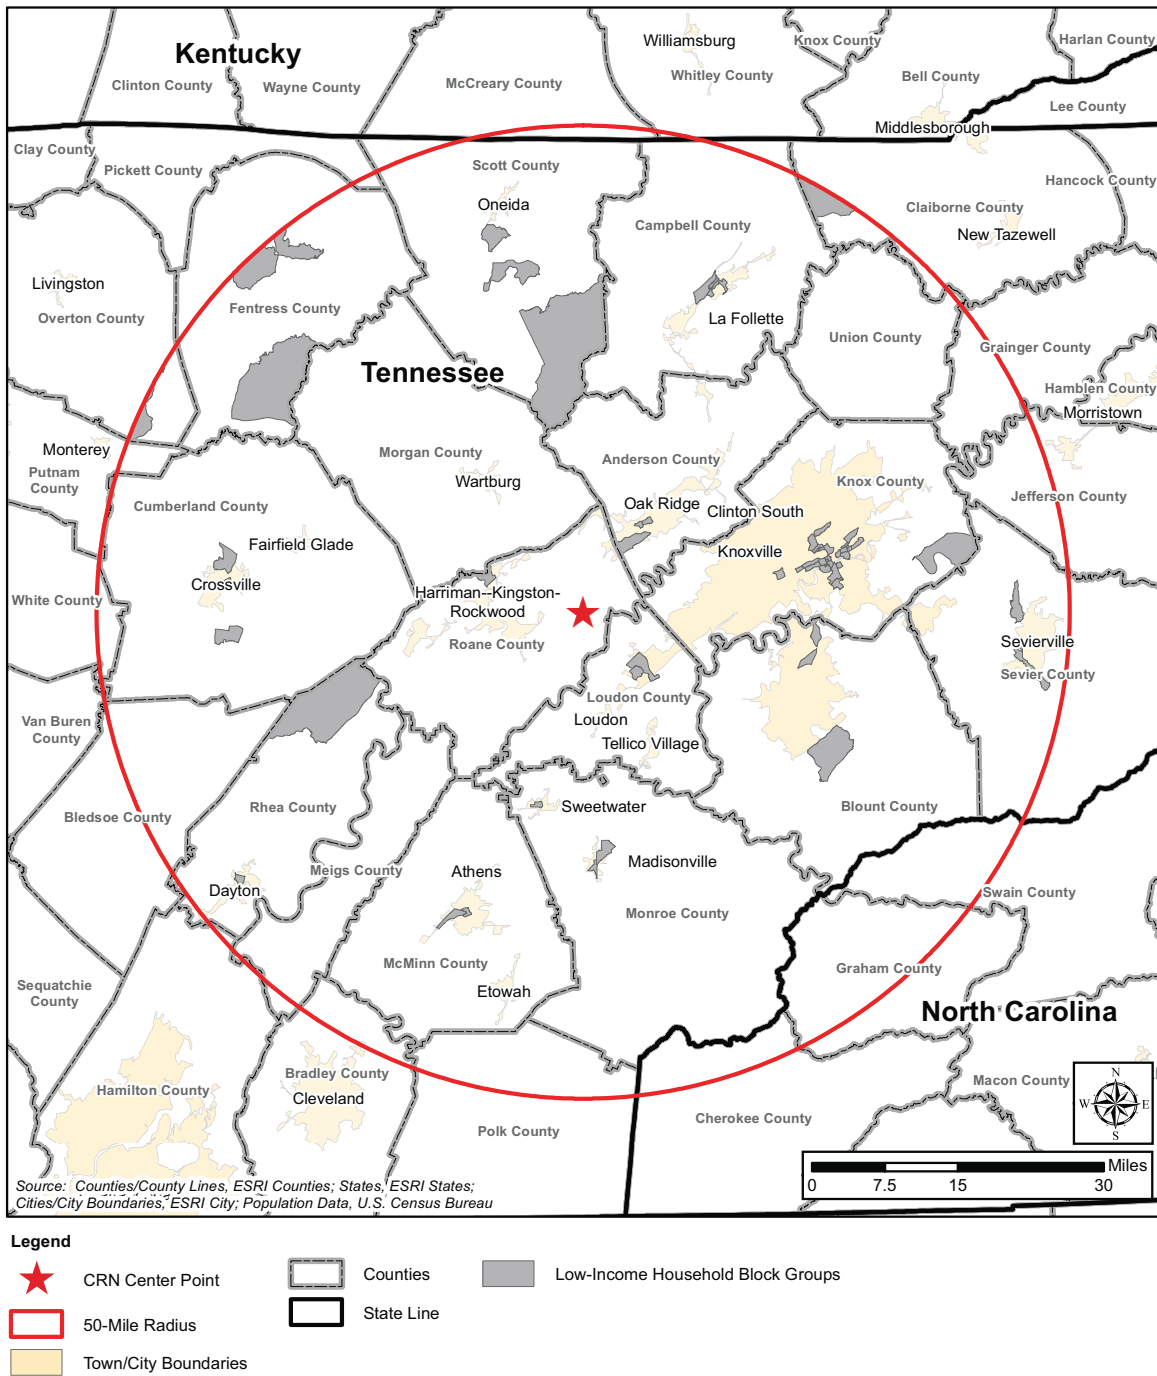 Kentucky
Williamsburg
Knox County
Harlan County
Clinton County
Wayne County
McCreary County
Whitley County
Bell County
Lee County
Middlesborough
Clay County
Pickett County
Scott County
Hancock County
Oneida
Campbell County
Claiborne County
New Tazewell
Livingston
Overton County
Fentress County
La Follette
Union County
Grainger County
Tennessee
Hamblen County
Morristown
Monterey
Putnam
County
Morgan County
Wartburg
Anderson County
Knox County
Jefferson County
Cumberland County
Oak Ridge
Clinton South
Fairfield Glade
Knoxville
Crossville
White County
Harriman--Kingston-
Rockwood
Roane County
Sevierville
Sevier County
Loudon County
Loudon
Tellico Village
Van Buren
County
Bledsoe County
Rhea County
Sweetwater
Blount County
Meigs County
Athens
Madisonville
Dayton
Monroe County
Swain County
McMinn County
Etowah
Graham County
Sequatchie
County
North Carolina
Hamilton County
Bradley County
Cleveland
Macon County
Polk County
Cherokee County
N
W E
S
Miles
0 7.5 15 30
Source: Counties/County Lines, ESRI Counties; States, ESRI States;
Cities/City Boundaries, ESRI City; Population Data, U.S. Census Bureau
Legend
CRN Center Point
Counties
Low-Income Household Block Groups
50-Mile Radius
State Line
Town/City Boundaries